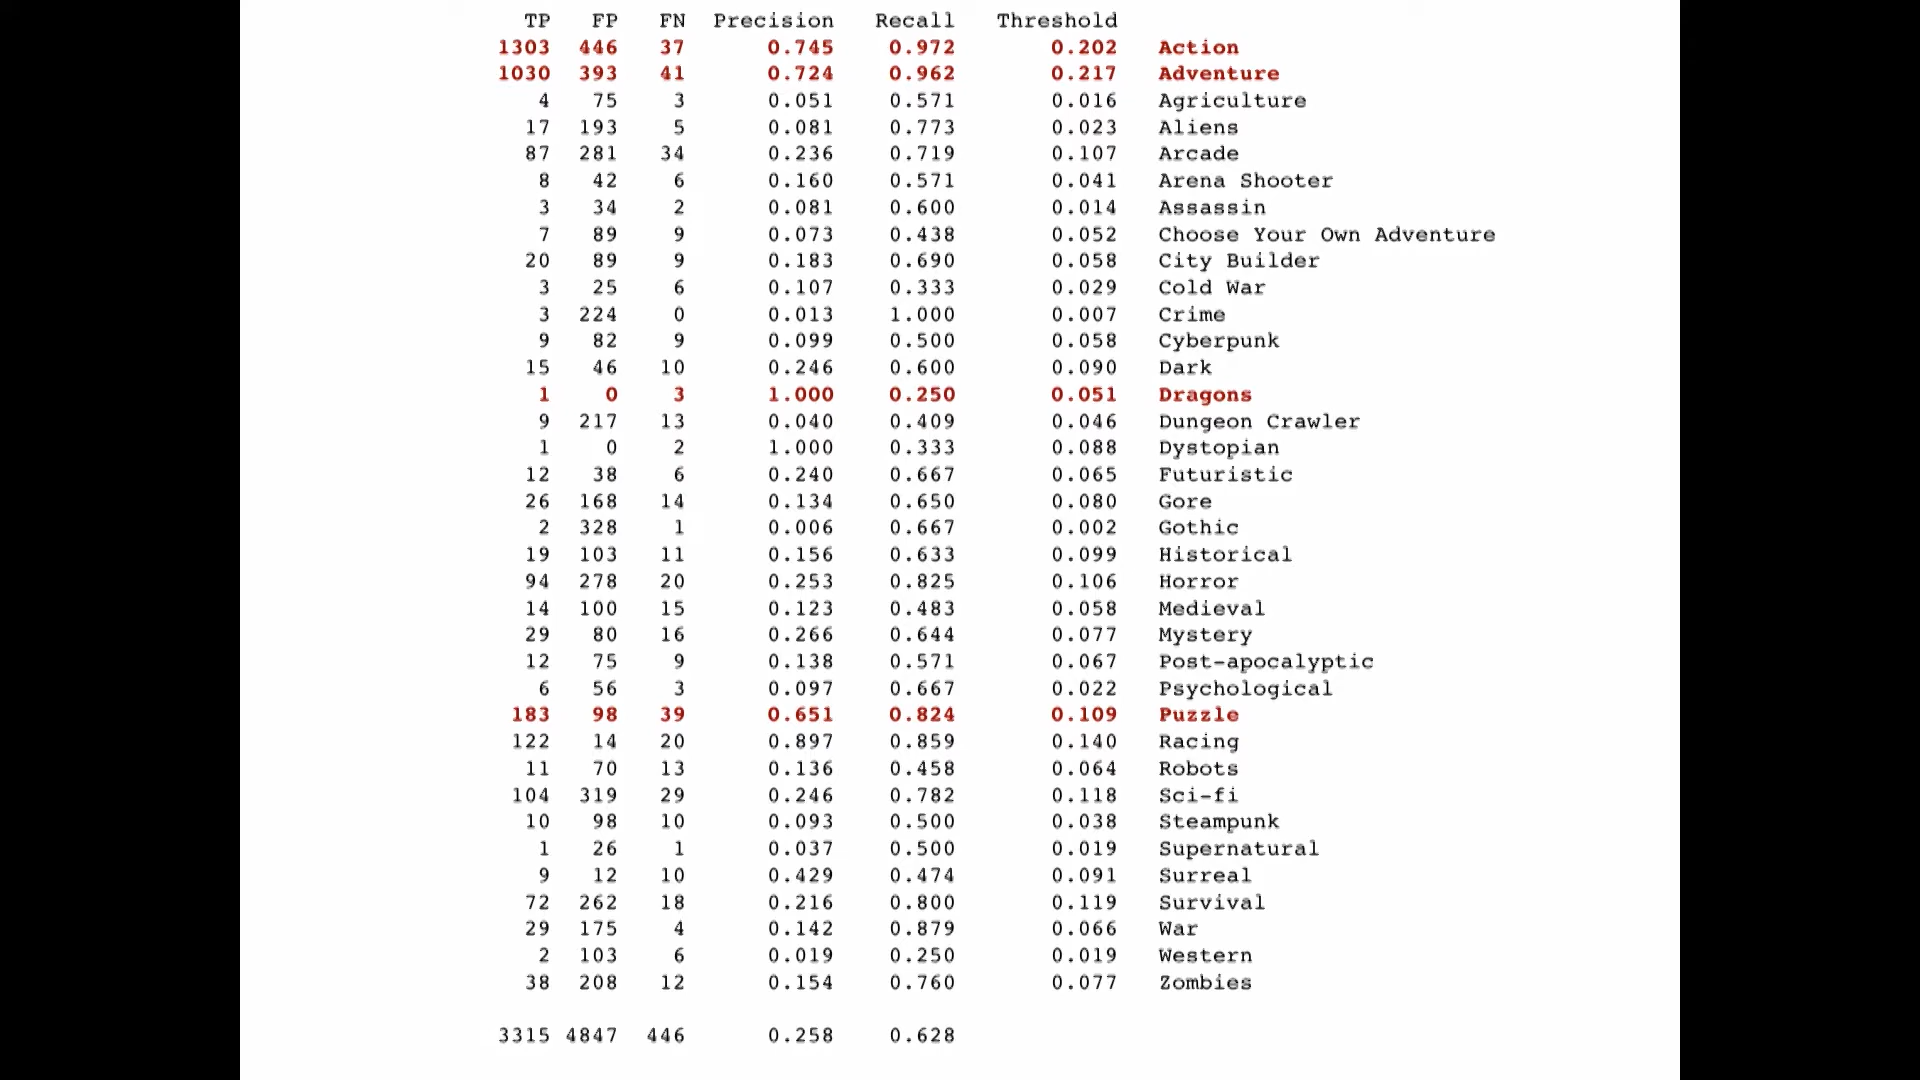 TP FP FN Precision Recall Threshold
1303 446 37 0.745 0.972 0.202 Action
1030 393 41 0.724 0.962 0.217 Adventure
4 75 3 0.051 0.571 0.016 Agriculture
17 193 5 0.081 0.773 0.023 Aliens
87 281 34 0.236 0.719 0.107 Arcade
8 42 6 0.160 0.571 0.041 Arena Shooter
3 34 2 0.081 0.600 0.014 Assassin
7 89 9 0.073 0.438 0.052 Choose Your Own Adventure
20 89 9 0.183 0.690 0.058 City Builder
3 25 6 0.107 0.333 0.029 Cold War
3 224 0 0.013 1.000 0.007 Crime
9 82 9 0.099 0.500 0.058 Cyberpunk
15 46 10 0.246 0.600 0.090 Dark
1 0 3 1.000 0.250 0.051 Dragons
9 217 13 0.040 0.409 0.046 Dungeon Crawler
1 0 2 1.000 0.333 0.088 Dystopian
12 38 6 0.240 0.667 0.065 Futuristic
26 168 14 0.134 0.650 0.080 Gore
2 328 1 0.006 0.667 0.002 Gothic
19 103 11 0.156 0.633 0.099 Historical
94 278 20 0.253 0.825 0.106 Horror
14 100 15 0.123 0.483 0.058 Medieval
29 80 16 0.266 0.644 0.077 Mystery
12 75 9 0.138 0.571 0.067 Post-apocalyptic
6 56 3 0.097 0.667 0.022 Psychological
183 98 39 0.651 0.824 0.109 Puzzle
122 14 20 0.897 0.859 0.140 Racing
11 70 13 0.136 0.458 0.064 Robots
104 319 29 0.246 0.782 0.118 Sci-fi
10 98 10 0.093 0.500 0.038 Steampunk
1 26 1 0.037 0.500 0.019 Supernatural
9 12 10 0.429 0.474 0.091 Surreal
72 262 18 0.216 0.800 0.119 Survival
29 175 4 0.142 0.879 0.066 War
2 103 6 0.019 0.250 0.019 Western
38 208 12 0.154 0.760 0.077 Zombies
3315 4847 446 0.258 0.628